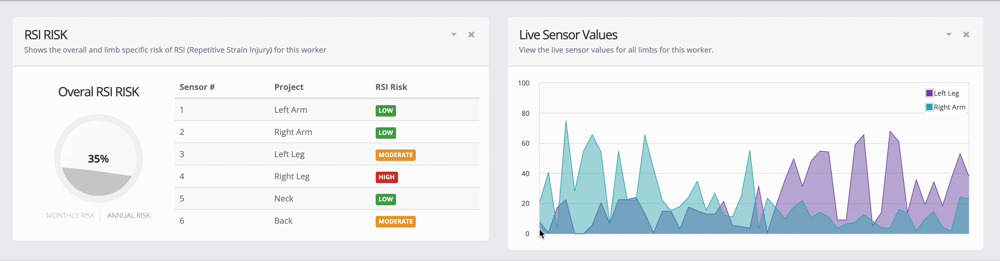 RSI RISK
Shows the overall and limb specific risk of RSI (Repetitive Strain Injury) for this worker
Overal RSI RISK
35%
MONTHLY RISK
ANNUAL RISK
Sensor # Project RSI Risk
1 Left Arm LOW
2 Right Arm LOW
3 Left Leg MODERATE
4 Right Leg HIGH
5 Neck LOW
6 Back MODERATE
Live Sensor Values
View the live sensor values for all limbs for this worker.
100
80
60
40
20
0
Left Leg
Right Arm